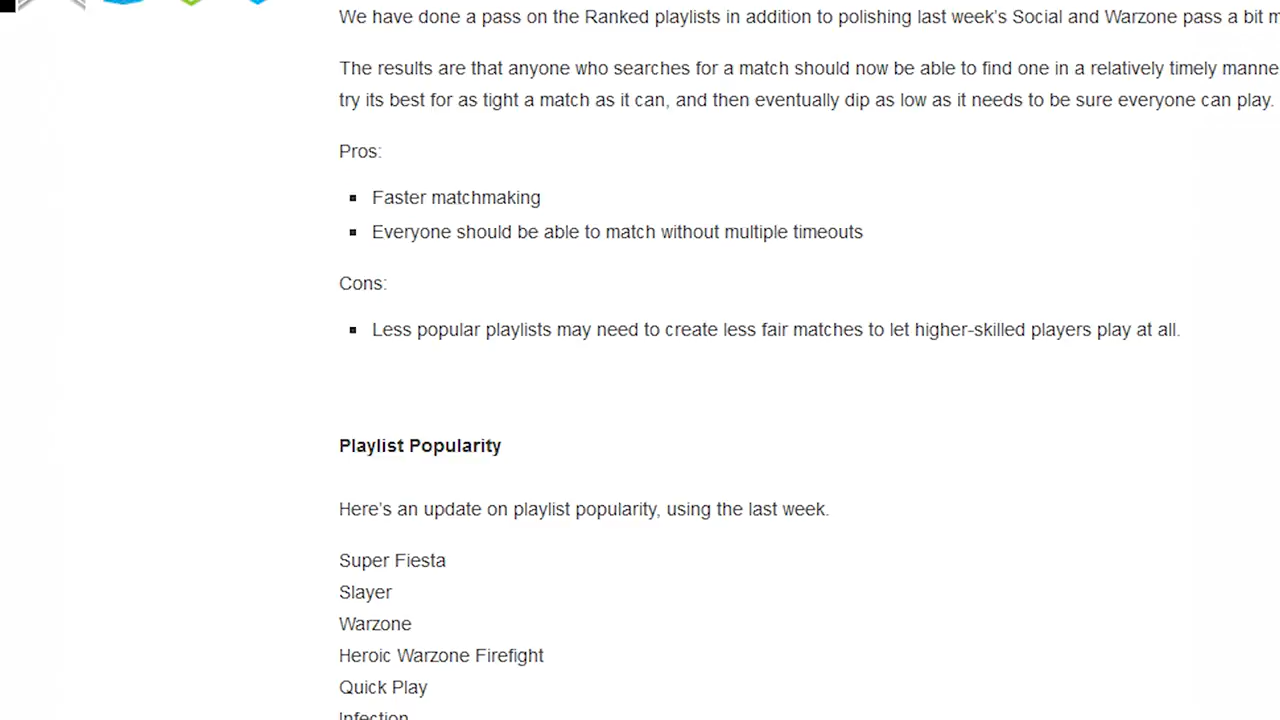 We have done a pass on the Ranked playlists in addition to polishing last week's Social and Warzone pass a bit
The results are that anyone who searches for a match should now be able to find one in a relatively timely
try its best for as tight a match as it can, and then eventually dip as low as it needs to be sure everyone can play.
Pros:
Faster matchmaking
Everyone should be able to match without multiple timeouts
Cons:
Less popular playlists may need to create less fair matches to let higher-skilled players play at all.
Playlist Popularity
Here's an update on playlist popularity, using the last week.
Super Fiesta
Slayer
Warzone
Heroic Warzone Firefight
Quick Play
Infection